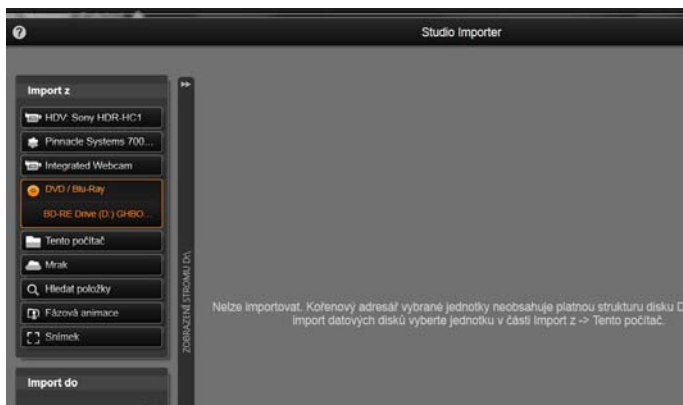 Studio Importer
Import z
HDV: Sony HDR-HC1
Pinnacle Systems 700...
Integrated Webcam
DVD / Blu-Ray
BD-RE Drive (D:) GHBO...
Tento počítač
Mrak
Hledat položky
Fázová animace
Snímek
Import do
ZOBRAZENÍ STROMU D:\
Nelze importovat. Kořenový adresář vybrané jednotky neobsahuje platnou strukturu disku D
import datových disků vyberte jednotku v části Import z -> Tento počítač.